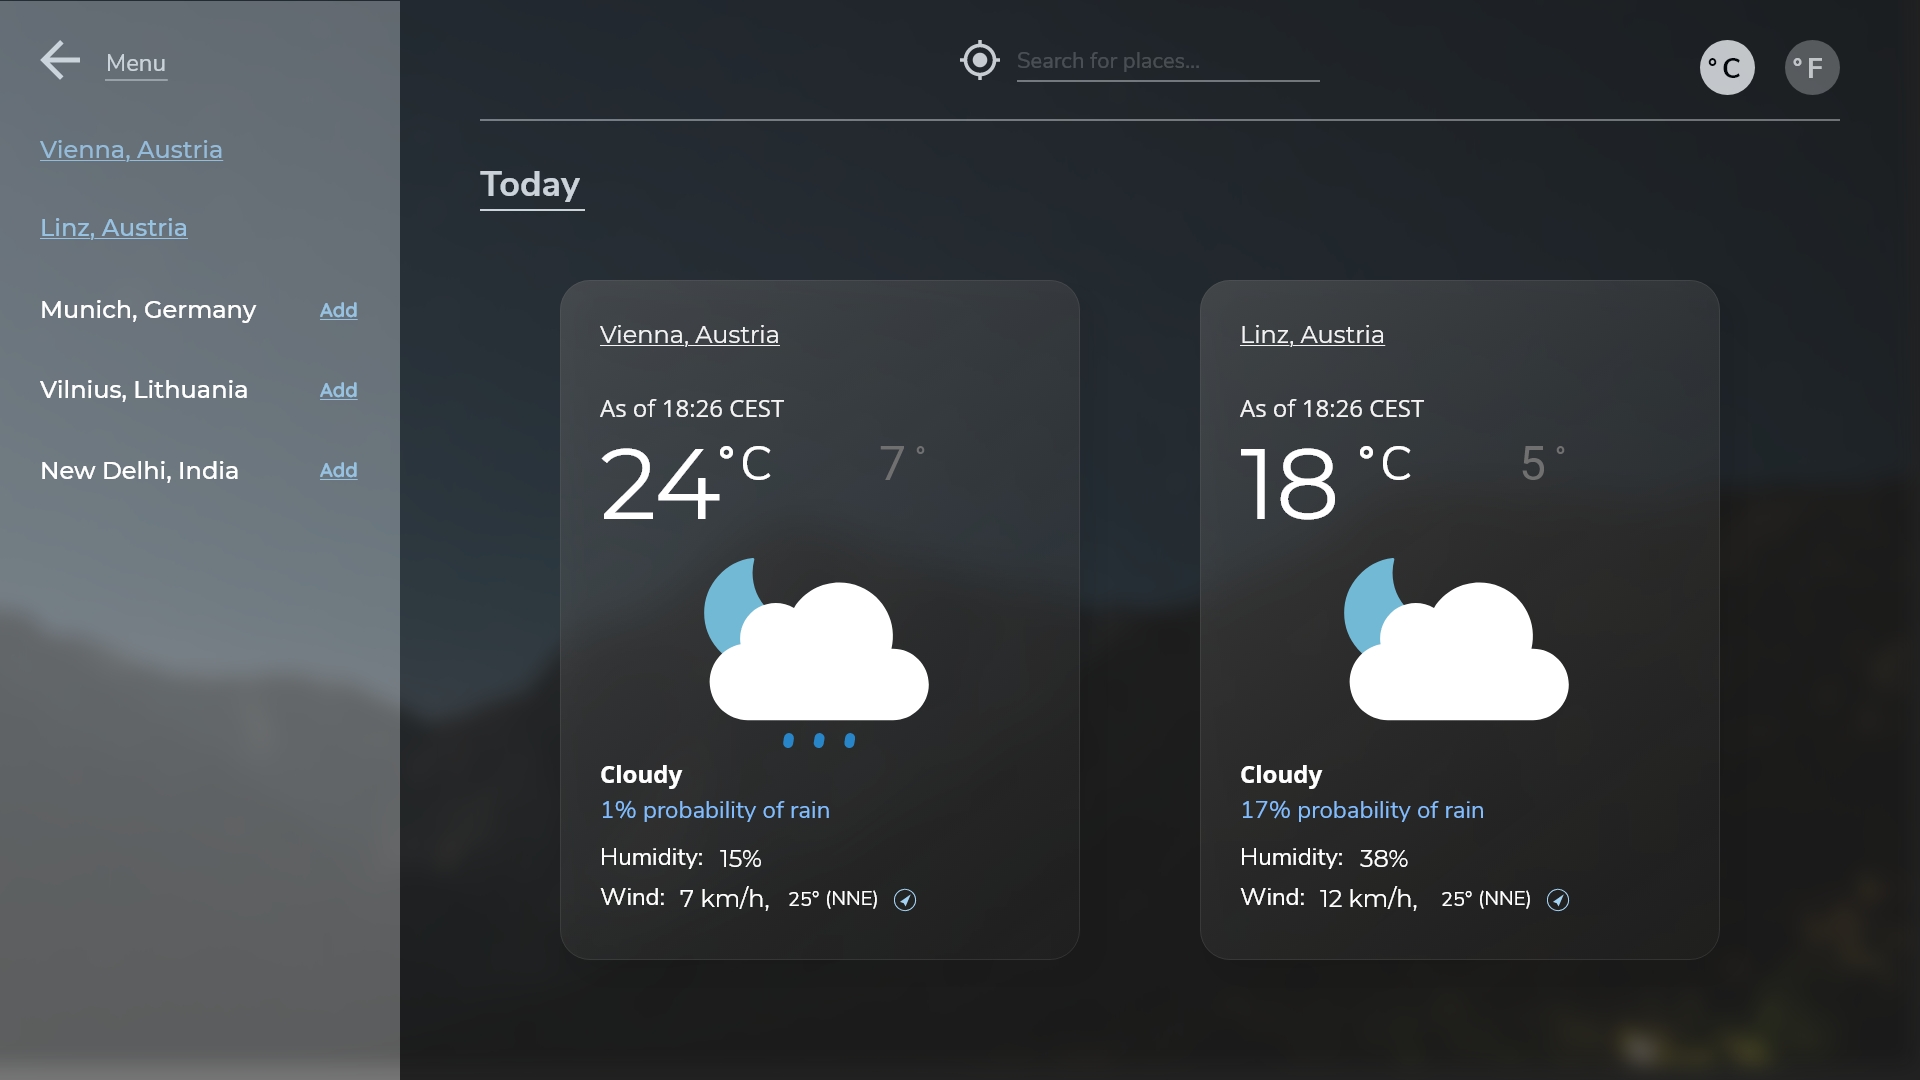 Menu
Search for places...
°C
°F
Vienna, Austria
Linz, Austria
Munich, Germany Add
Vilnius, Lithuania Add
New Delhi, India Add
Today
Vienna, Austria
As of 18:26 CEST
24°C 7°
Cloudy
1% probability of rain
Humidity: 15%
Wind: 7 km/h, 25° (NNE)
Linz, Austria
As of 18:26 CEST
18°C 5°
Cloudy
17% probability of rain
Humidity: 38%
Wind: 12 km/h, 25° (NNE)